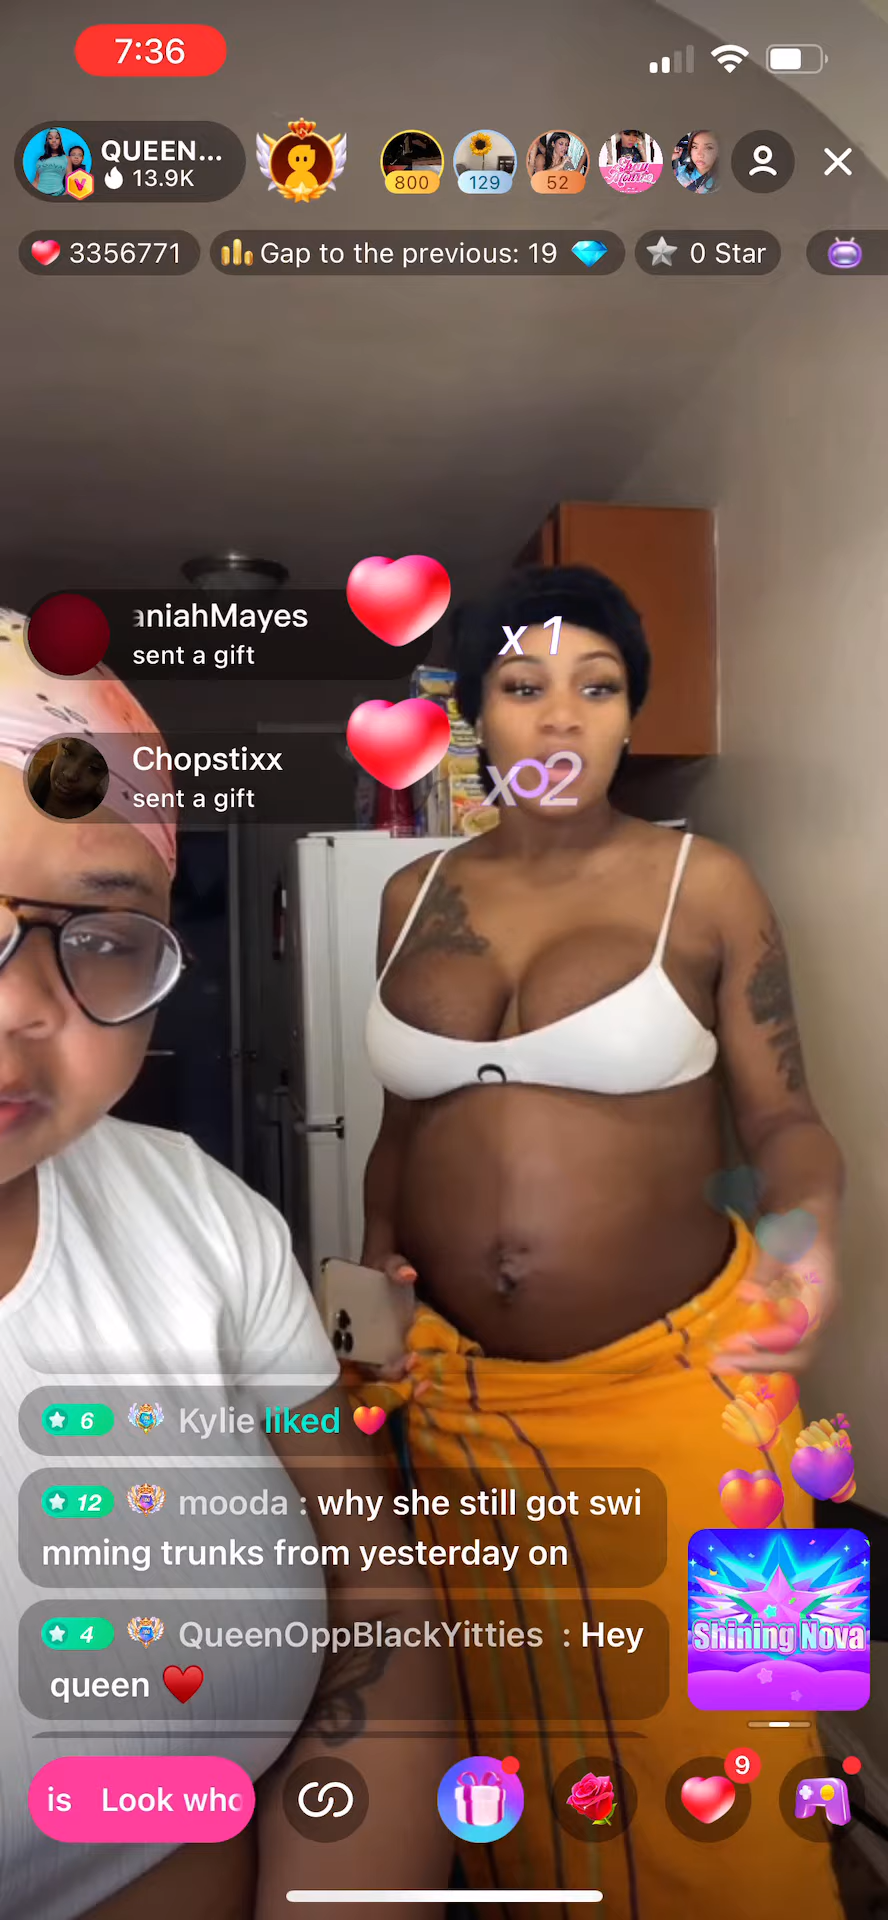 7:36
QUEEN...
13.9K
800
129
52
3356771
Gap to the previous: 19
0 Star
aniahMayes
sent a gift
x 1
Chopstixx
sent a gift
x 2
6 Kylie liked
12 mooda : why she still got swi
mming trunks from yesterday on
4 QueenOppBlackYitties : Hey
queen
Shining Nova
is Look who
9